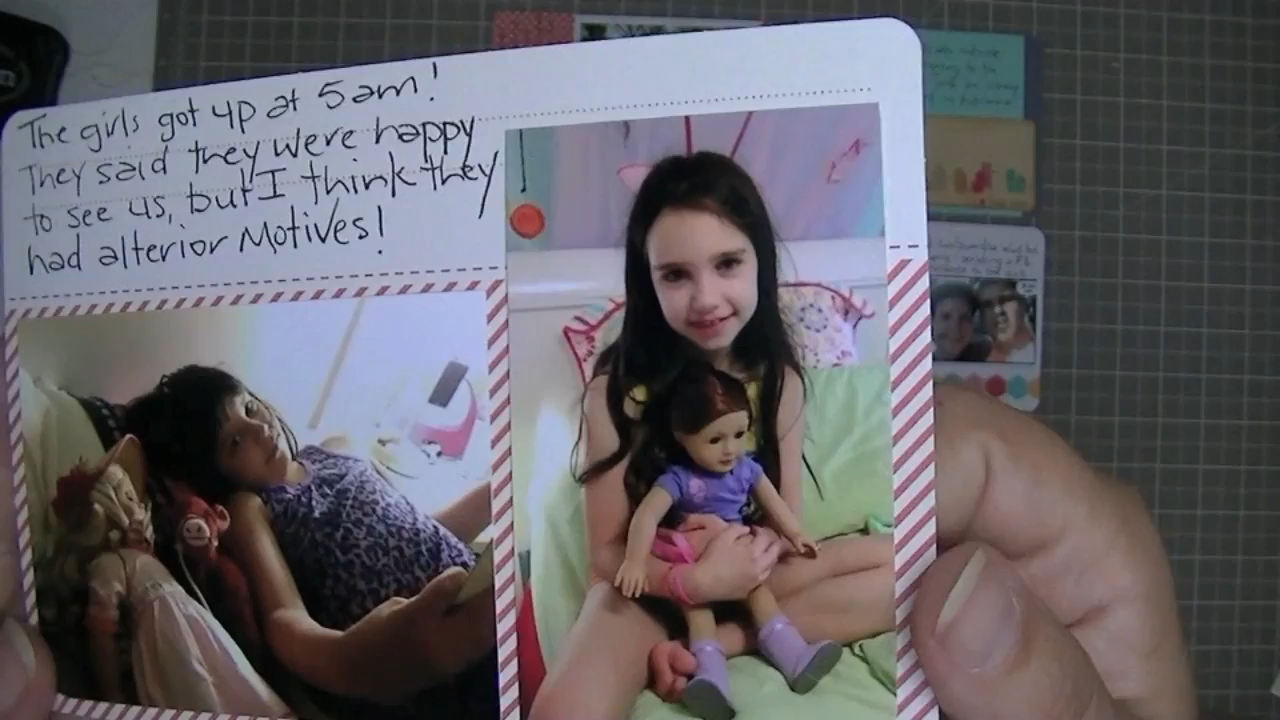 The girls got up at 5am!
They said they were happy
to see us, but I think they
had alterior Motives!